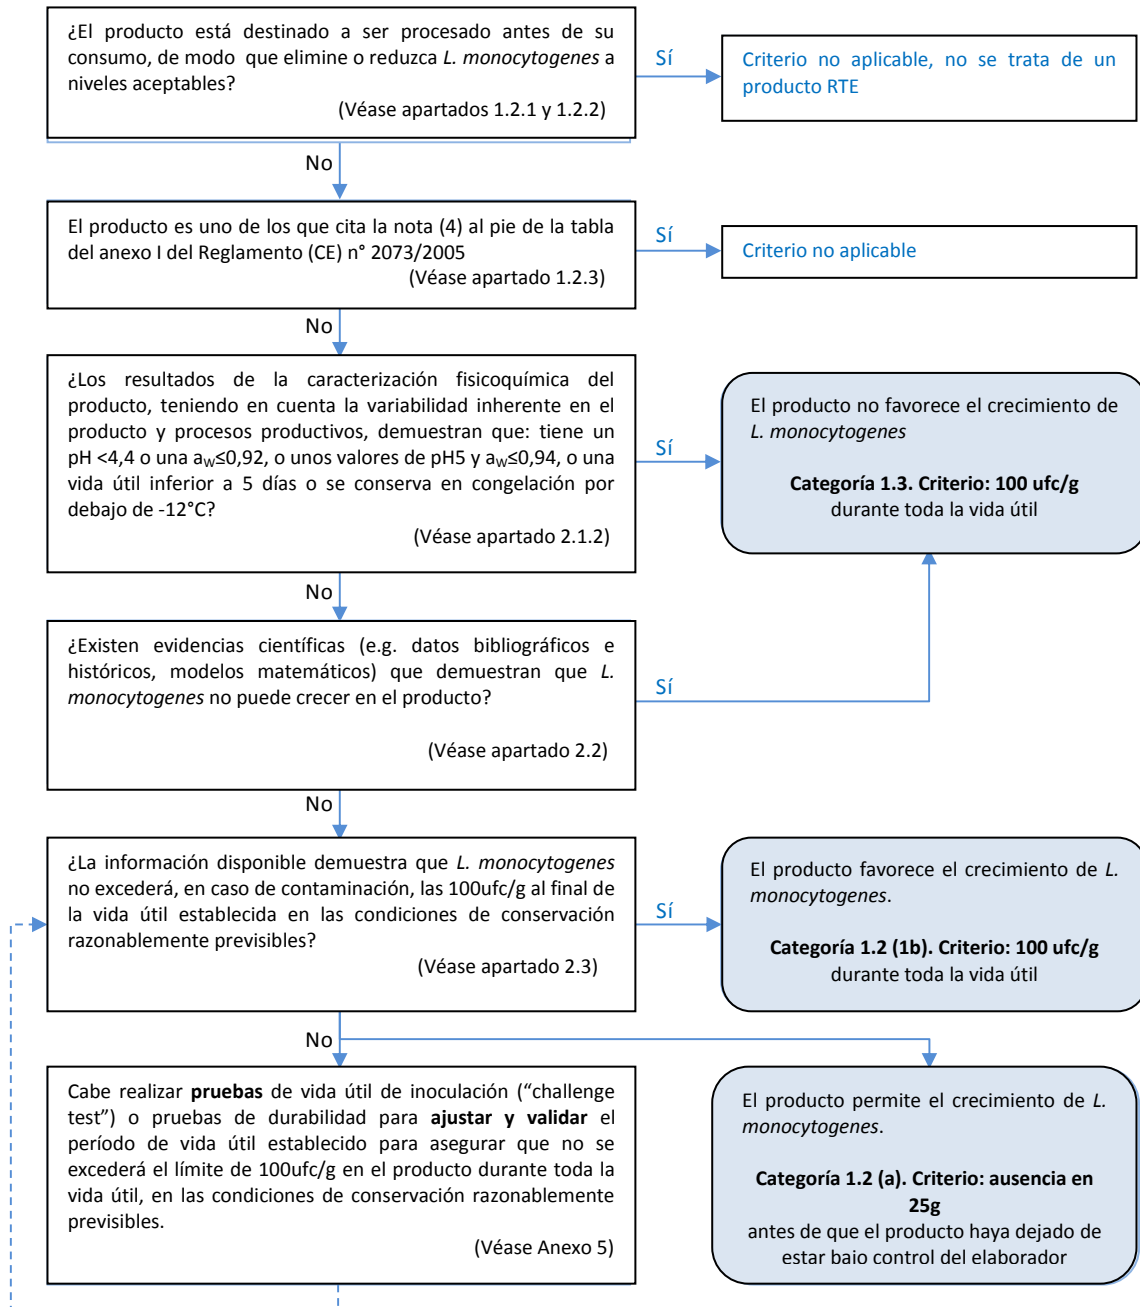 ¿El producto está destinado a ser procesado antes de su
consumo, de modo que elimine o reduzca L. monocytogenes a
niveles aceptables?
(Véase apartados 1.2.1 y 1.2.2)
Sí
Criterio no aplicable, no se trata de un
producto RTE
No
El producto es uno de los que cita la nota (4) al pie de la tabla
del anexo I del Reglamento (CE) n° 2073/2005
(Véase apartado 1.2.3)
Sí
Criterio no aplicable
No
¿Los resultados de la caracterización fisicoquímica del
producto, teniendo en cuenta la variabilidad inherente en el
producto y procesos productivos, demuestran que: tiene un
pH <4,4 o una aW≤0,92, o unos valores de pH5 y aW≤0,94, o una
vida útil inferior a 5 días o se conserva en congelación por
debajo de -12°C?
(Véase apartado 2.1.2)
Sí
El producto no favorece el crecimiento de
L. monocytogenes
Categoría 1.3. Criterio: 100 ufc/g
durante toda la vida útil
No
¿Existen evidencias científicas (e.g. datos bibliográficos e
históricos, modelos matemáticos) que demuestran que L.
monocytogenes no puede crecer en el producto?
(Véase apartado 2.2)
Sí
No
¿La información disponible demuestra que L. monocytogenes
no excederá, en caso de contaminación, las 100ufc/g al final de
la vida útil establecida en las condiciones de conservación
razonablemente previsibles?
(Véase apartado 2.3)
Sí
El producto favorece el crecimiento de L.
monocytogenes.
Categoría 1.2 (1b). Criterio: 100 ufc/g
durante toda la vida útil
No
Cabe realizar pruebas de vida útil de inoculación (“challenge
test”) o pruebas de durabilidad para ajustar y validar el
período de vida útil establecido para asegurar que no se
excederá el límite de 100ufc/g en el producto durante toda la
vida útil, en las condiciones de conservación razonablemente
previsibles.
(Véase Anexo 5)
El producto permite el crecimiento de L.
monocytogenes.
Categoría 1.2 (a). Criterio: ausencia en
25g
antes de que el producto haya dejado de
estar bajo control del elaborador